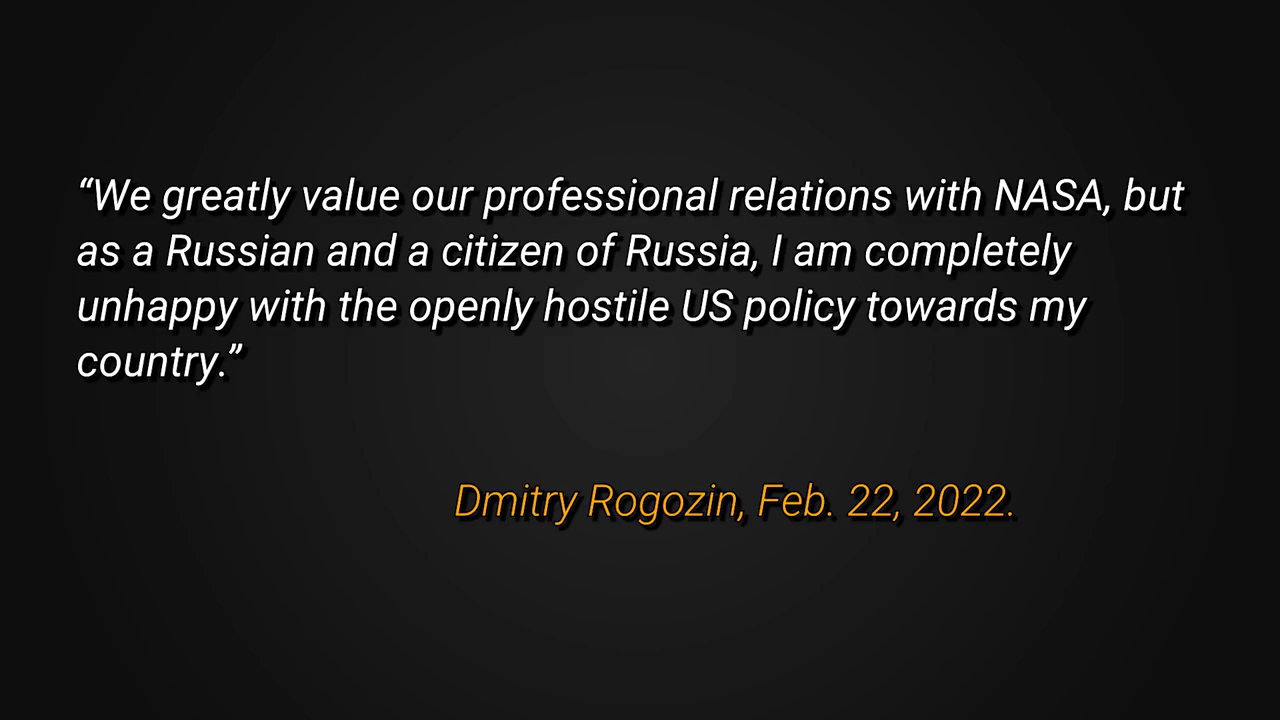 “We greatly value our professional relations with NASA, but
as a Russian and a citizen of Russia, I am completely
unhappy with the openly hostile US policy towards my
country.”
Dmitry Rogozin, Feb. 22, 2022.